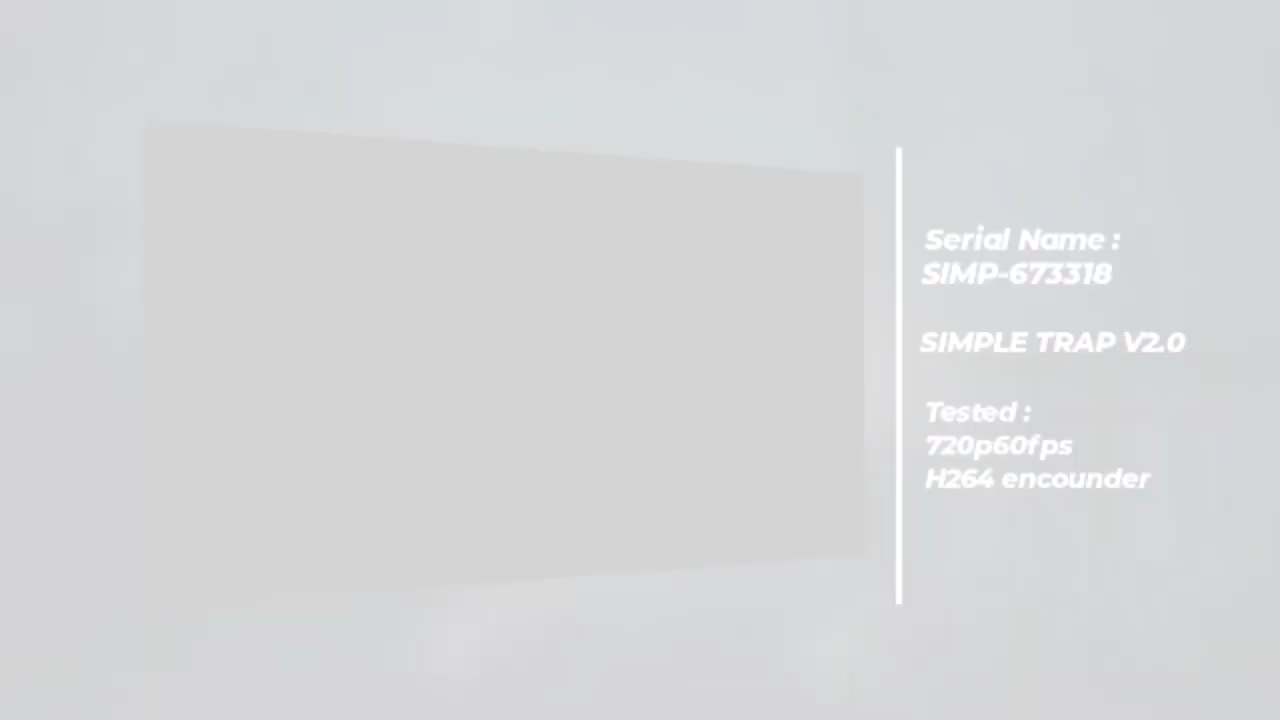 Serial Name :
SIMP-673318
SIMPLE TRAP V2.0
Tested :
720p60fps
H264 encounder